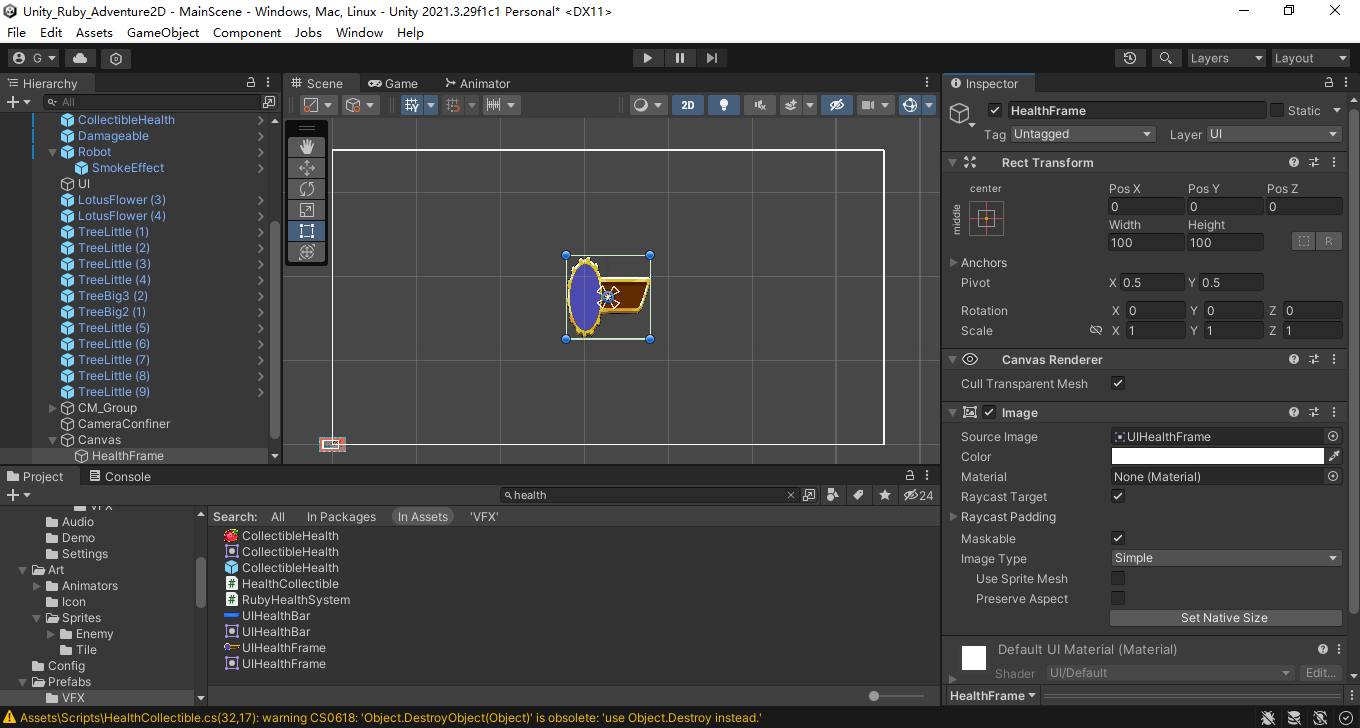 Unity_Ruby_Adventure2D - MainScene - Windows, Mac, Linux - Unity 2021.3.29f1c1 Personal* <DX11>
File Edit Assets GameObject Component Jobs Window Help
G Layers Layout
Hierarchy
All
CollectibleHealth
Damageable
Robot
SmokeEffect
UI
LotusFlower (3)
LotusFlower (4)
TreeLittle (1)
TreeLittle (2)
TreeLittle (3)
TreeLittle (4)
TreeBig3 (2)
TreeBig2 (1)
TreeLittle (5)
TreeLittle (6)
TreeLittle (7)
TreeLittle (8)
TreeLittle (9)
CM_Group
CameraConfiner
Canvas
HealthFrame
Scene Game Animator
2D
Inspector
HealthFrame Static
Tag Untagged Layer UI
Rect Transform
center
middle
Pos X Pos Y Pos Z
0 0 0
Width Height
100 100 R
Anchors
Pivot X 0.5 Y 0.5
Rotation X 0 Y 0 Z 0
Scale X 1 Y 1 Z 1
Canvas Renderer
Cull Transparent Mesh
Image
Source Image UIHealthFrame
Color
Material None (Material)
Raycast Target
Raycast Padding
Maskable
Image Type Simple
Use Sprite Mesh
Preserve Aspect
Set Native Size
Default UI Material (Material)
Shader UI/Default Edit...
HealthFrame
Project Console
health 24
VFX
Audio
Demo
Settings
Art
Animators
Icon
Sprites
Enemy
Tile
Config
Prefabs
VFX
Search: All In Packages In Assets 'VFX'
CollectibleHealth
CollectibleHealth
CollectibleHealth
HealthCollectible
RubyHealthSystem
UIHealthBar
UIHealthBar
UIHealthFrame
UIHealthFrame
Assets\Scripts\HealthCollectible.cs(32,17): warning CS0618: 'Object.DestroyObject(Object)' is obsolete: 'use Object.Destroy instead.'